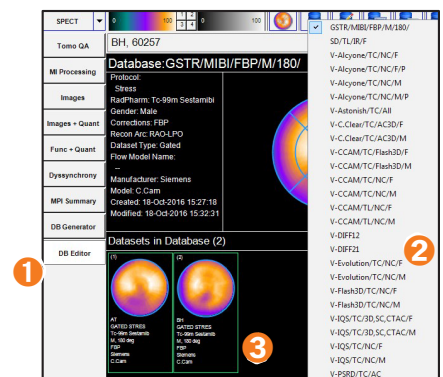 SPECT
0 100 1 2 3 4 0 100
Tomo QA
MI Processing
Images
Images + Quant
Func + Quant
Dyssynchrony
MPI Summary
DB Generator
DB Editor
1
BH, 60257
Database:GSTR/MIBI/FBP/M/180/
Protocol:
Stress
RadPharm: Tc-99m Sestamibi
Gender: Male
Corrections: FBP
Recon Arc: RAO-LPO
Dataset Type: Gated
Flow Model Name:
--
Manufacturer: Siemens
Model: C.Cam
Created: 18-Oct-2016 15:27:18
Modified: 18-Oct-2016 15:32:31
Datasets in Database (2)
(1)
AT
GATED STRES
Tc-99m Sestamib
M, 180 deg
FBP
Siemens
C.Cam
(2)
BH
GATED STRES
Tc-99m Sestamib
M, 180 deg
FBP
Siemens
C.Cam
3
GSTR/MIBI/FBP/M/180/
SD/TL/IR/F
V-Alcyone/TC/NC/F
V-Alcyone/TC/NC/F/P
V-Alcyone/TC/NC/M
V-Alcyone/TC/NC/M/P
V-Astonish/TC/All
V-C.Clear/TC/AC3D/F
V-C.Clear/TC/AC3D/M
V-CCAM/TC/Flash3D/F
V-CCAM/TC/Flash3D/M
V-CCAM/TC/NC/F
V-CCAM/TC/NC/M
V-CCAM/TL/NC/F
V-CCAM/TL/NC/M
V-DIFF12
V-DIFF21
V-Evolution/TC/NC/F
V-Evolution/TC/NC/M
V-Flash3D/TC/NC/F
V-Flash3D/TC/NC/M
V-IQS/TC/3D,SC,CTAC/F
V-IQS/TC/3D,SC,CTAC/M
V-IQS/TC/NC/F
V-IQS/TC/NC/M
V-PSRD/TC/AC
2